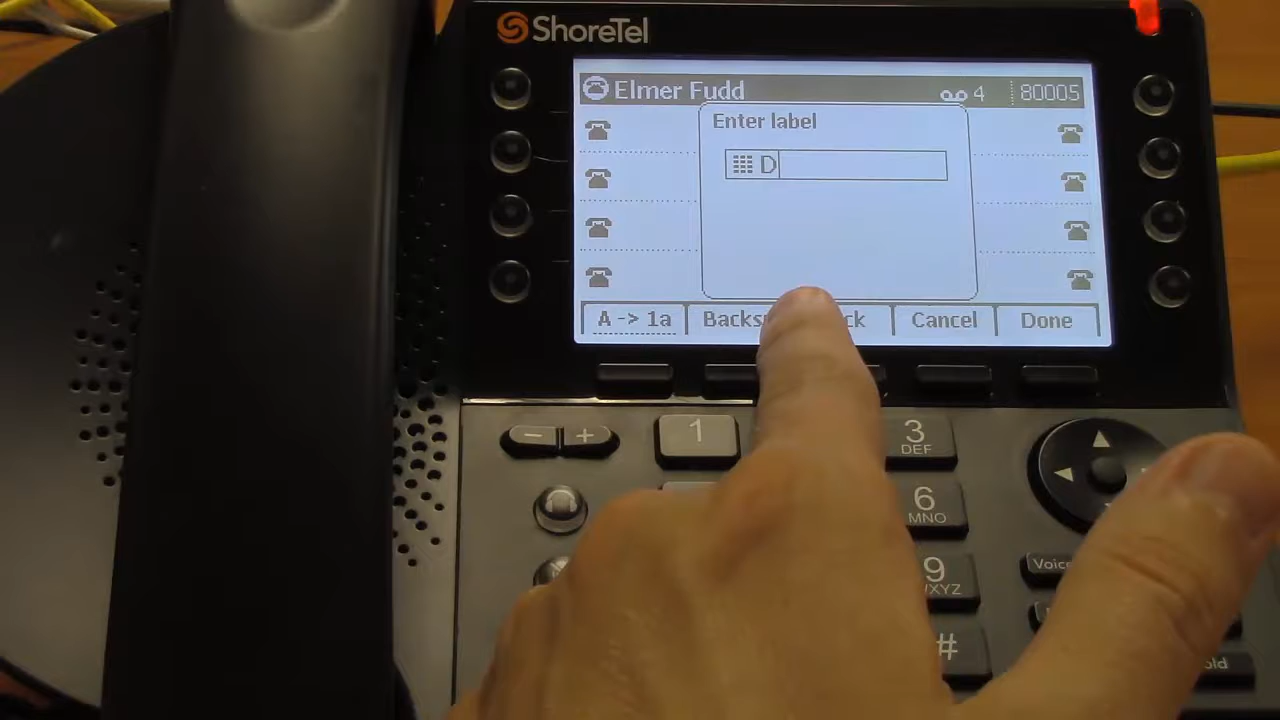 ShoreTel
Elmer Fudd 4 80005
Enter label
D
A -> 1a Cancel Done
- +
1 3
DEF
6
MNO
9
#